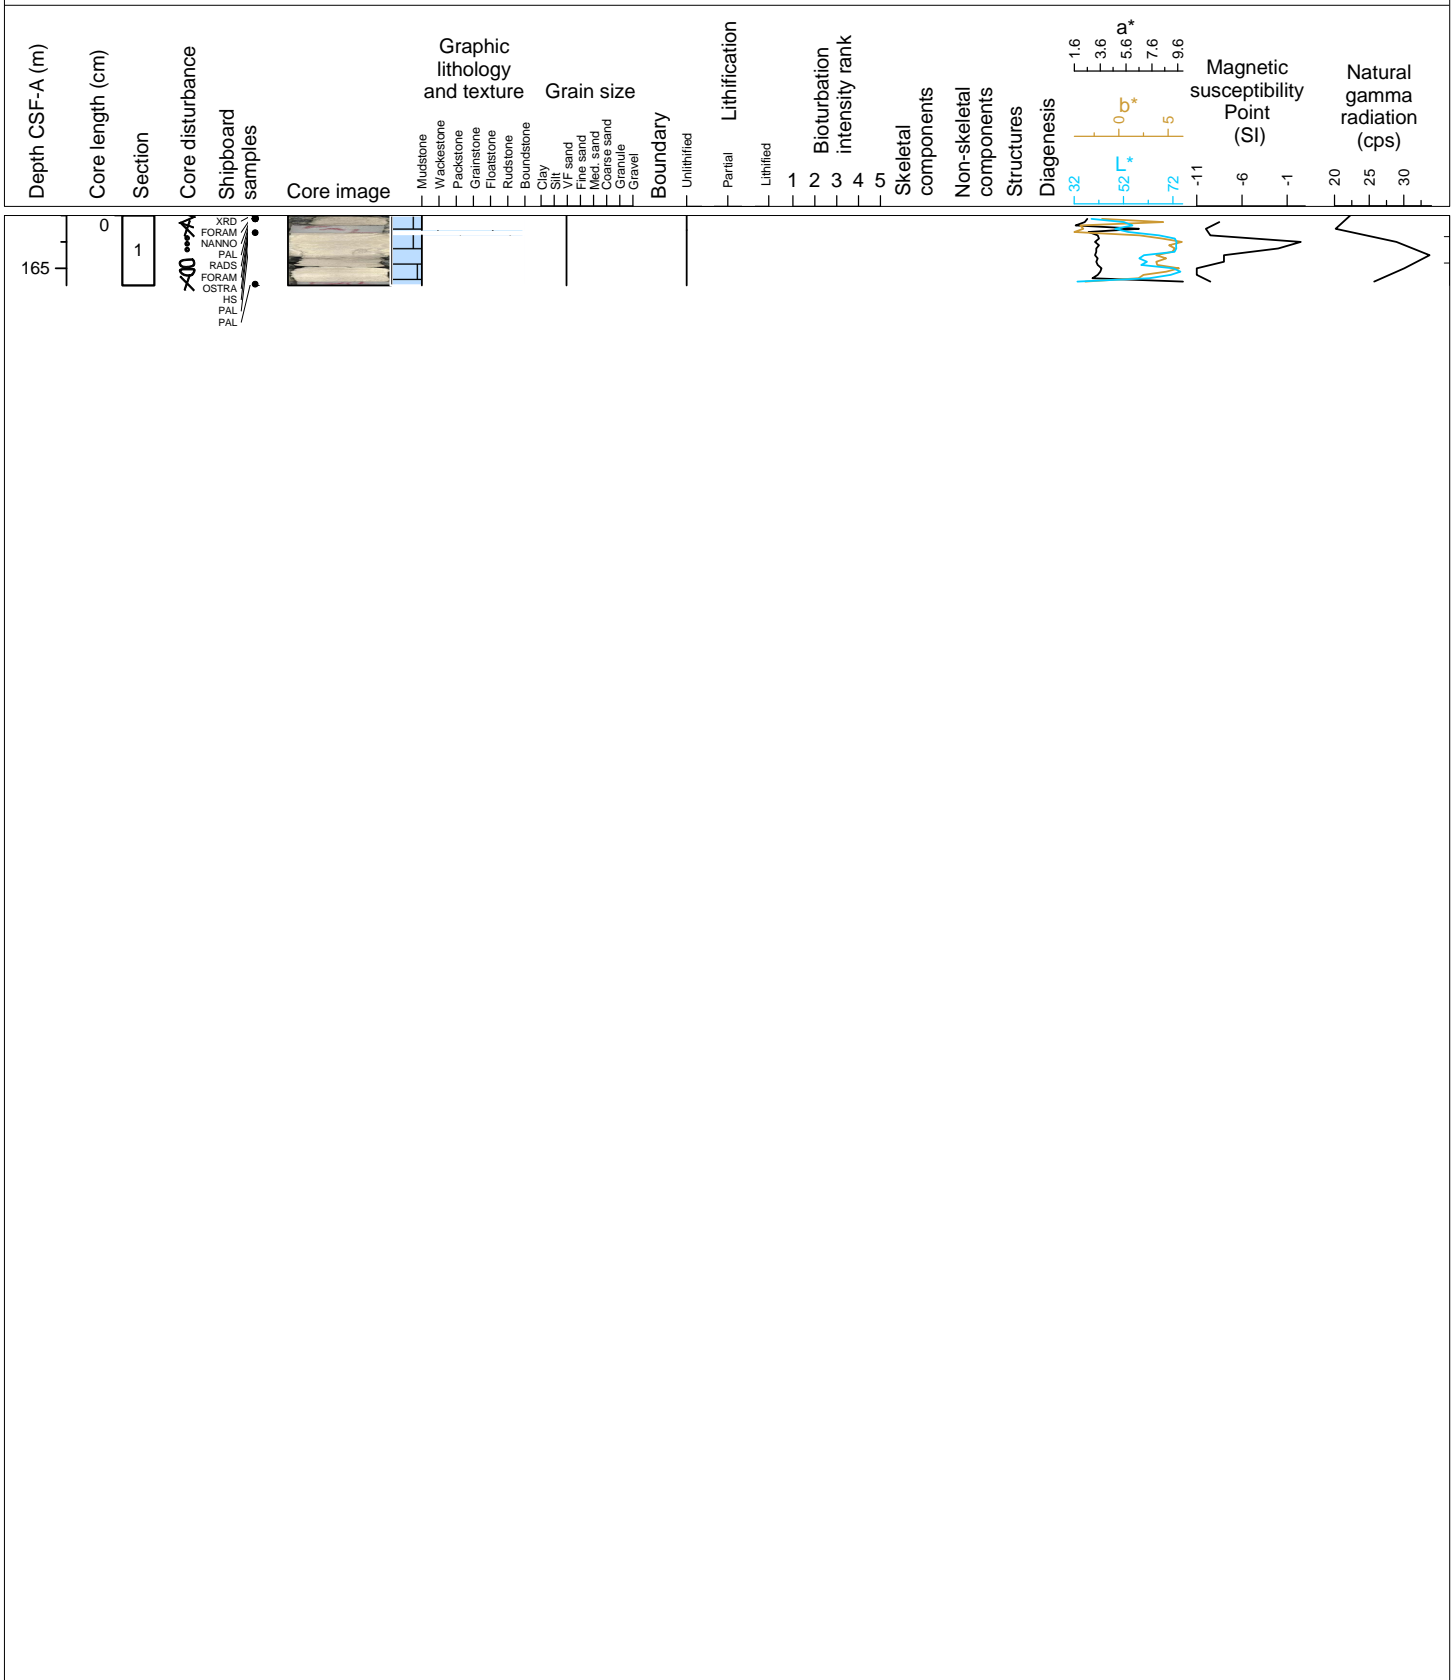 Depth CSF-A (m)
Core length (cm)
Section
Core disturbance
Shipboard
samples
Core image
Graphic
lithology
and texture
Mudstone
Wackestone
Packstone
Grainstone
Floatstone
Rudstone
Boundstone
Grain size
Clay
Silt
VF sand
Fine sand
Med. sand
Coarse sand
Granule
Gravel
Boundary
Lithification
Unlithified
Partial
Lithified
Bioturbation
intensity rank
1 2 3 4 5
Skeletal
components
Non-skeletal
components
Structures
Diagenesis
a*
1.6 3.6 5.6 7.6 9.6
b*
0 5
L*
32 52 72
Magnetic
susceptibility
Point
(SI)
-11 -6 -1
Natural
gamma
radiation
(cps)
20 25 30
0
1
165
XRD
FORAM
NANNO
PAL
RADS
FORAM
OSTRA
HS
PAL
PAL